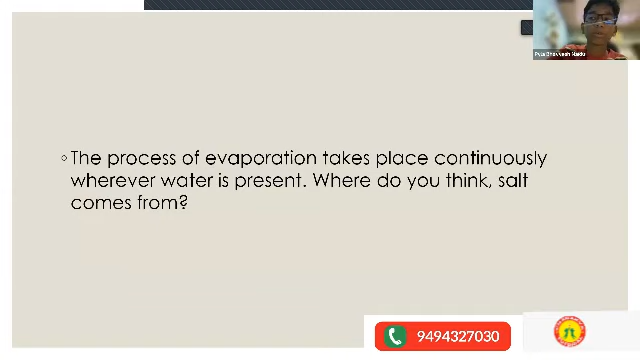 The process of evaporation takes place continuously
wherever water is present. Where do you think, salt
comes from?
9494327030